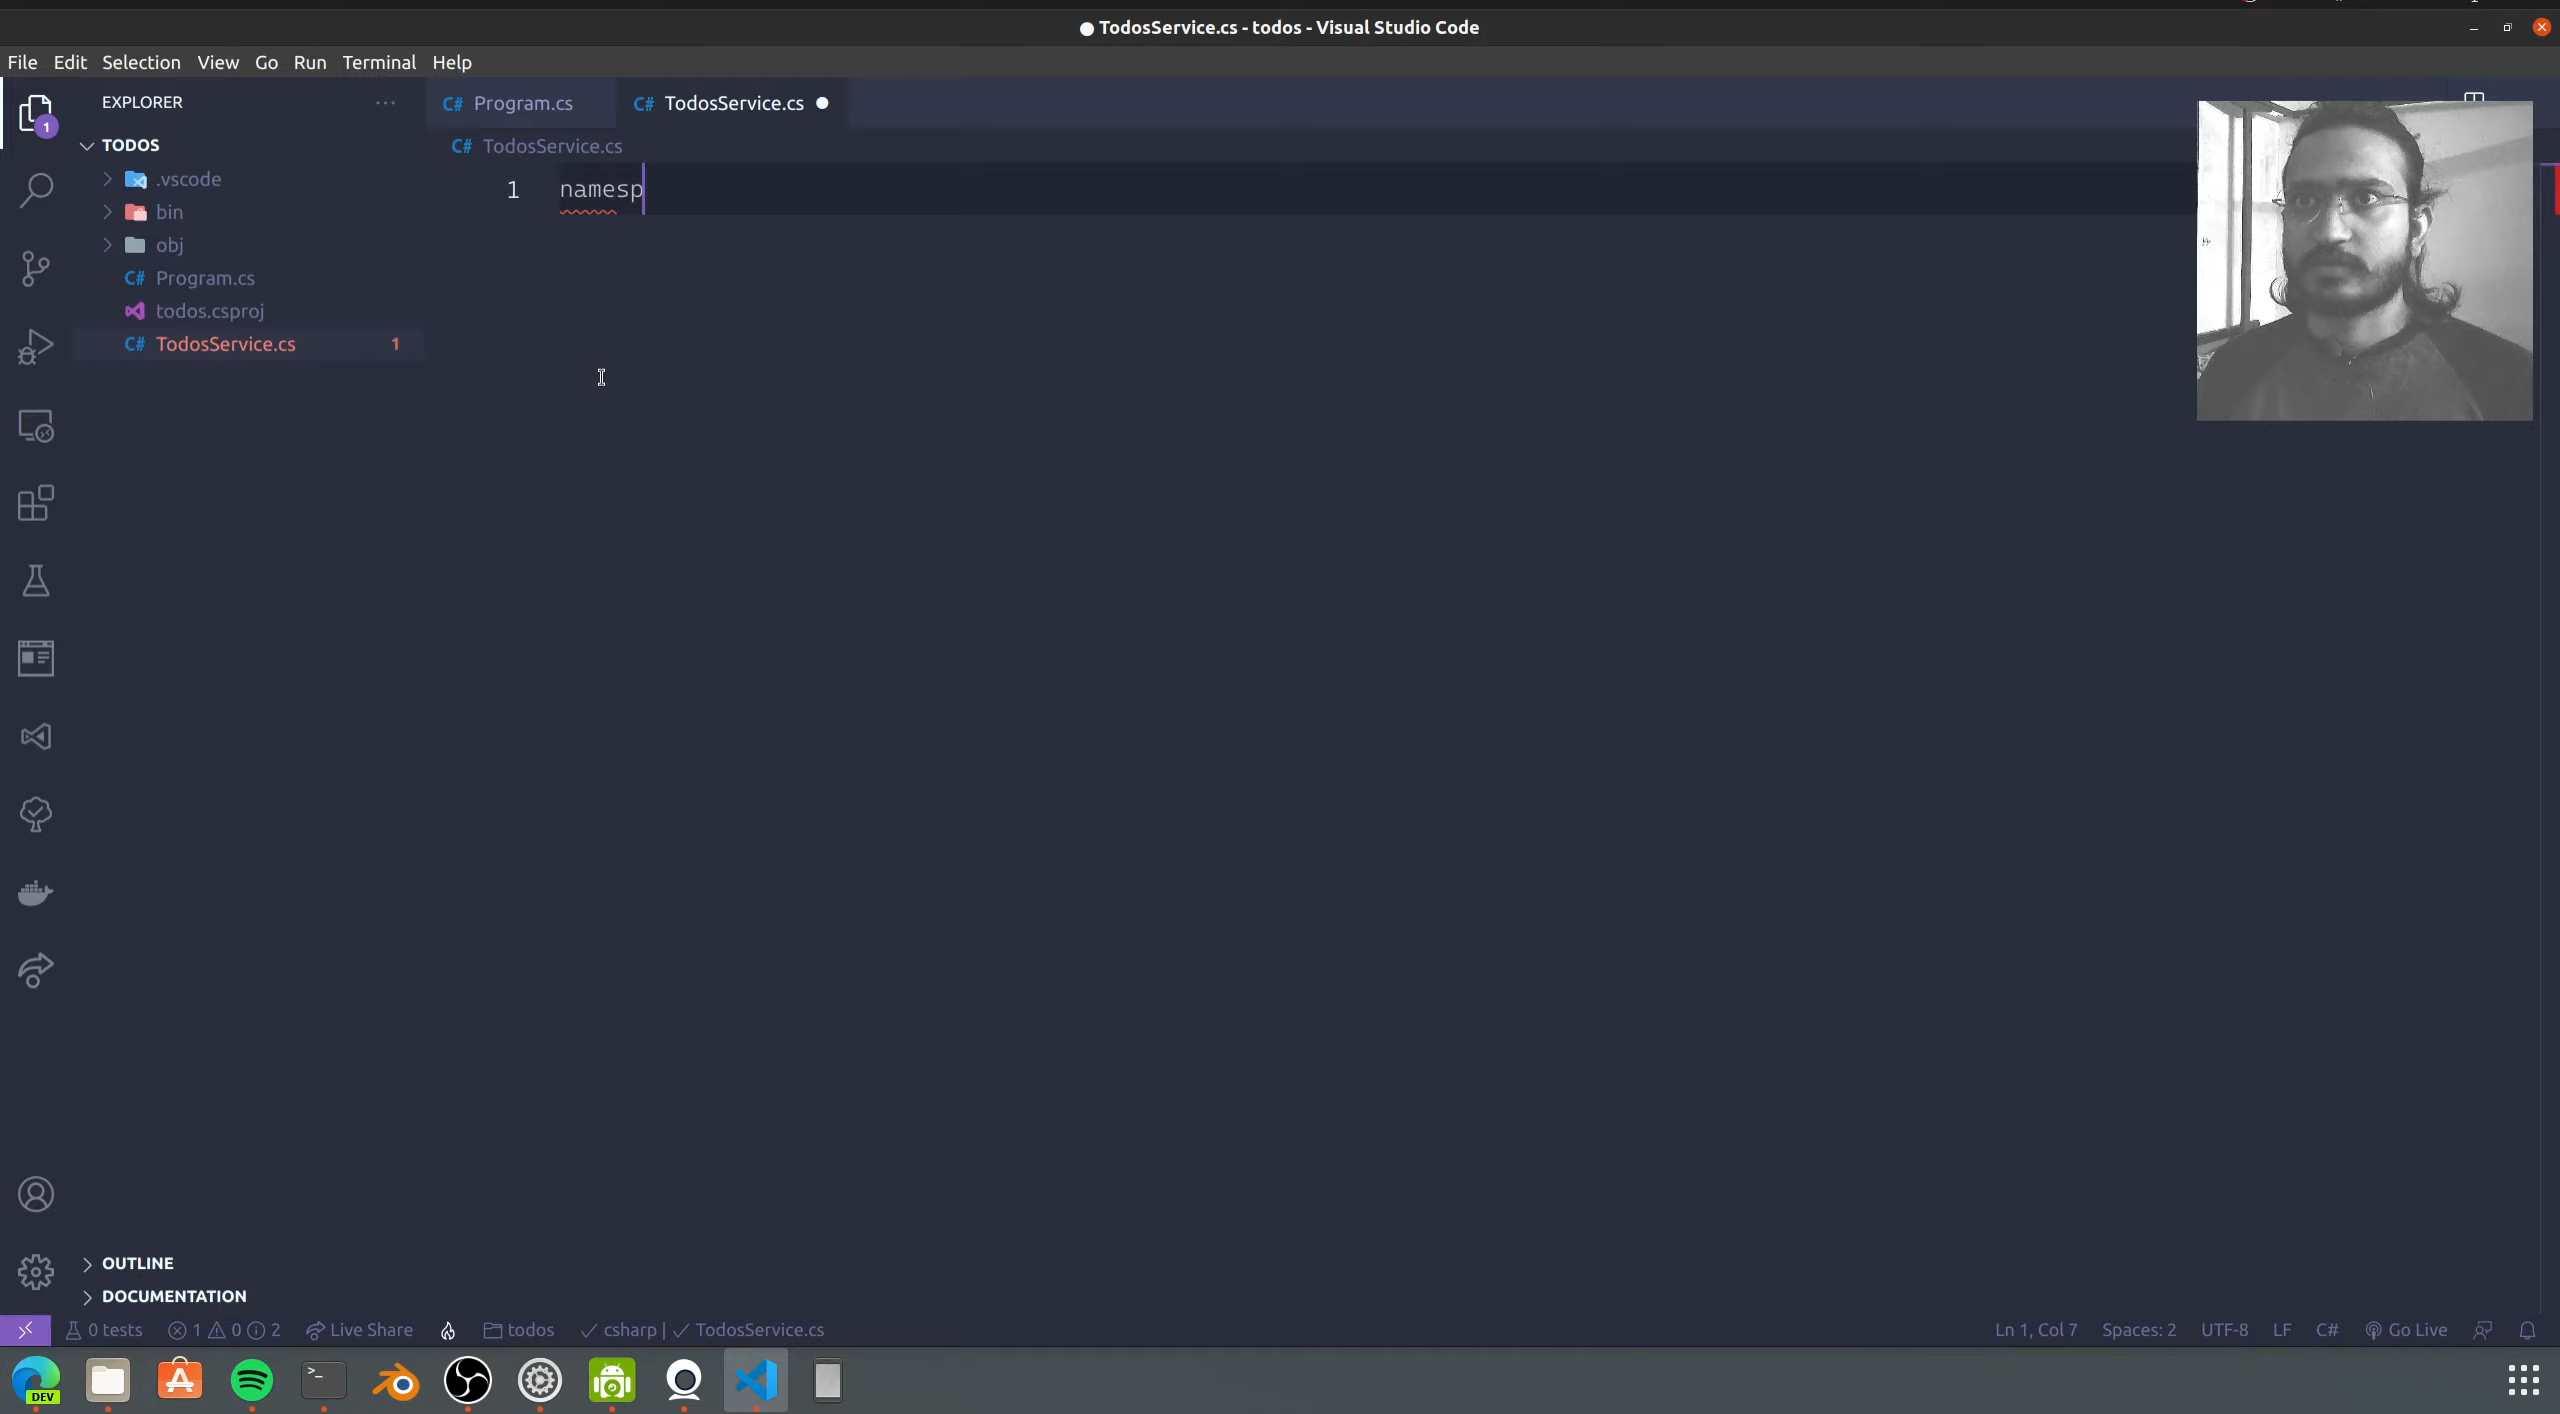 ● TodosService.cs - todos - Visual Studio Code
File Edit Selection View Go Run Terminal Help
EXPLORER ···
C# Program.cs
C# TodosService.cs ●
1
TODOS
C# TodosService.cs
.vscode
1 namesp
bin
obj
C# Program.cs
todos.csproj
C# TodosService.cs 1
OUTLINE
DOCUMENTATION
0 tests 1 0 2 Live Share todos ✓ csharp | ✓ TodosService.cs
Ln 1, Col 7 Spaces: 2 UTF-8 LF C# Go Live
DEV
>_